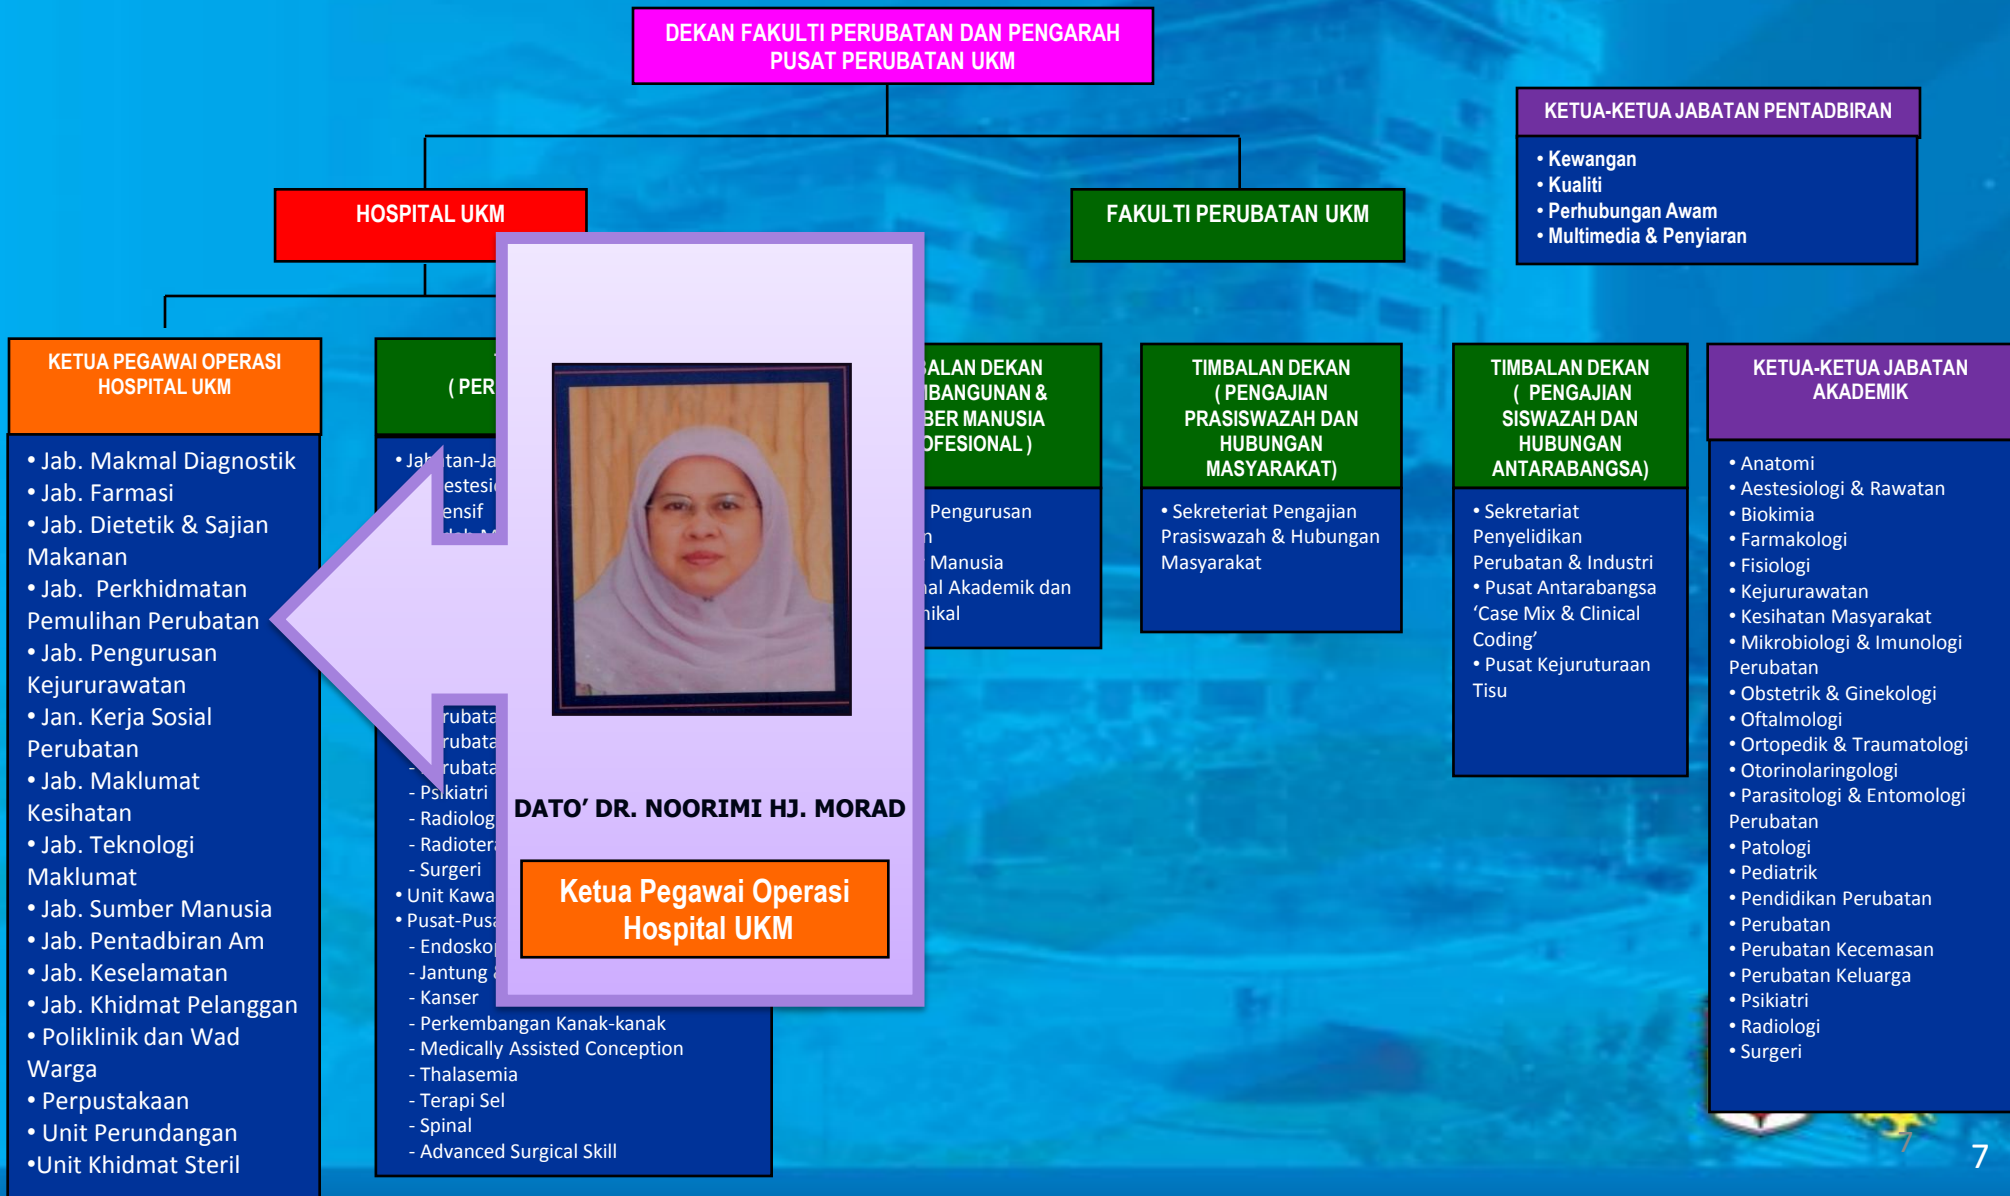 DEKAN FAKULTI PERUBATAN DAN PENGARAH
PUSAT PERUBATAN UKM
KETUA-KETUA JABATAN PENTADBIRAN
• Kewangan
• Kualiti
• Perhubungan Awam
• Multimedia & Penyiaran
HOSPITAL UKM
FAKULTI PERUBATAN UKM
KETUA PEGAWAI OPERASI
HOSPITAL UKM
• Jab. Makmal Diagnostik
• Jab. Farmasi
• Jab. Dietetik & Sajian
Makanan
• Jab. Perkhidmatan
Pemulihan Perubatan
• Jab. Pengurusan
Kejururawatan
• Jan. Kerja Sosial
Perubatan
• Jab. Maklumat
Kesihatan
• Jab. Teknologi
Maklumat
• Jab. Sumber Manusia
• Jab. Pentadbiran Am
• Jab. Keselamatan
• Jab. Khidmat Pelanggan
• Poliklinik dan Wad
Warga
• Perpustakaan
• Unit Perundangan
•Unit Khidmat Steril
- Psikiatri
- Surgeri
• Unit
- Jantung
- Kanser
- Perkembangan Kanak-kanak
- Medically Assisted Conception
- Thalasemia
- Terapi Sel
- Spinal
- Advanced Surgical Skill
DATO’ DR. NOORIMI HJ. MORAD
Ketua Pegawai Operasi
Hospital UKM
DEKAN
&
MANUSIA
Pengurusan
Manusia
Akademik dan
TIMBALAN DEKAN
( PENGAJIAN
PRASISWAZAH DAN
HUBUNGAN
MASYARAKAT)
• Sekreteriat Pengajian
Prasiswazah & Hubungan
Masyarakat
TIMBALAN DEKAN
( PENGAJIAN
SISWAZAH DAN
HUBUNGAN
ANTARABANGSA)
• Sekretariat
Penyelidikan
Perubatan & Industri
• Pusat Antarabangsa
‘Case Mix & Clinical
Coding’
• Pusat Kejuruturaan
Tisu
KETUA-KETUA JABATAN
AKADEMIK
• Anatomi
• Aestesiologi & Rawatan
• Biokimia
• Farmakologi
• Fisiologi
• Kejururawatan
• Kesihatan Masyarakat
• Mikrobiologi & Imunologi
Perubatan
• Obstetrik & Ginekologi
• Oftalmologi
• Ortopedik & Traumatologi
• Otorinolaringologi
• Parasitologi & Entomologi
Perubatan
• Patologi
• Pediatrik
• Pendidikan Perubatan
• Perubatan
• Perubatan Kecemasan
• Perubatan Keluarga
• Psikiatri
• Radiologi
• Surgeri
7
7